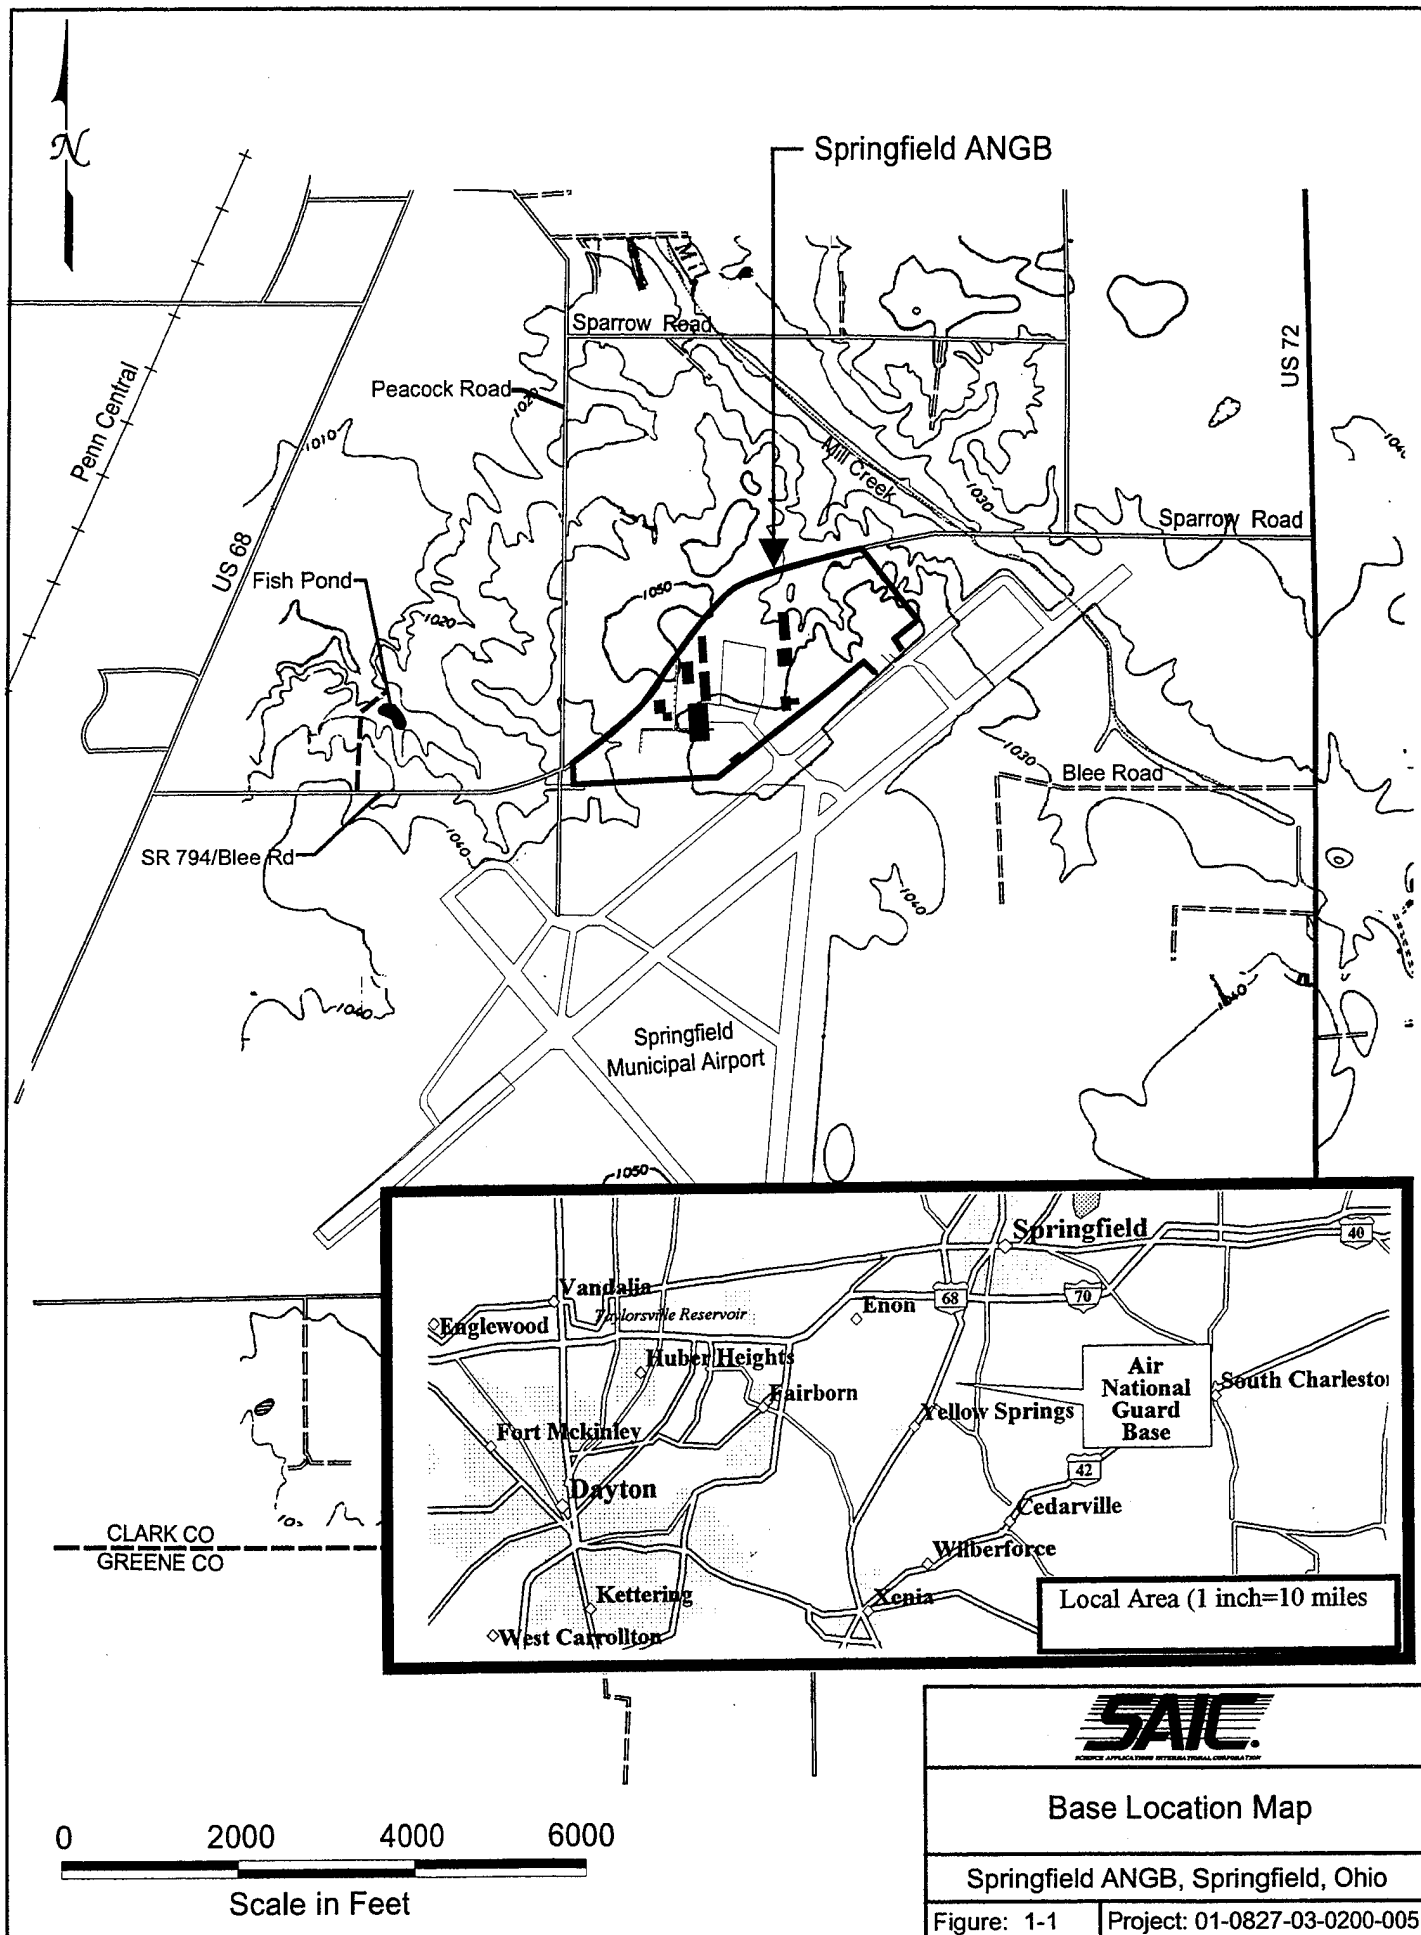 N
Springfield ANGB
Mil
Sparrow Road
US 72
Peacock Road
1020
Penn Central
1010
1040
Mill Creek
1030
Sparrow Road
US 68
Fish Pond
1050
1020
1030
Blee Road
SR 794/Blee Rd
1040
1040
1040
1040
Springfield
Municipal Airport
1050
Springfield
40
Vandalia
68
70
Taylorsville Reservoir
Enon
Englewood
Huber Heights
Air
National
Guard
Base
South Charlesto
Fairborn
Yellow Springs
Fort Mckinley
42
Dayton
Cedarville
CLARK CO
GREENE CO
Wilberforce
Kettering
Xenia
Local Area (1 inch=10 miles
West Carrollton
SAIC
SCIENCE APPLICATIONS INTERNATIONAL CORPORATION
Base Location Map
0 2000 4000 6000
Scale in Feet
Springfield ANGB, Springfield, Ohio
Figure: 1-1 Project: 01-0827-03-0200-005